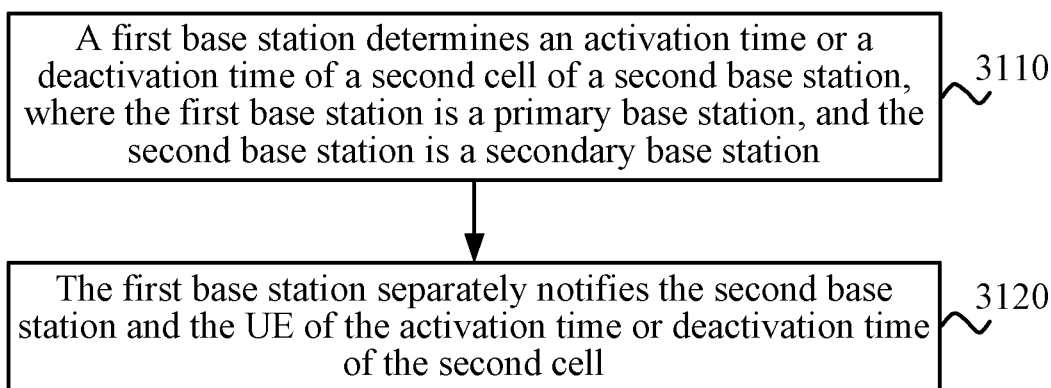 A first base station determines an activation time or a
deactivation time of a second cell of a second base station,
where the first base station is a primary base station, and the
second base station is a secondary base station
3110
The first base station separately notifies the second base
station and the UE of the activation time or deactivation time
of the second cell
3120